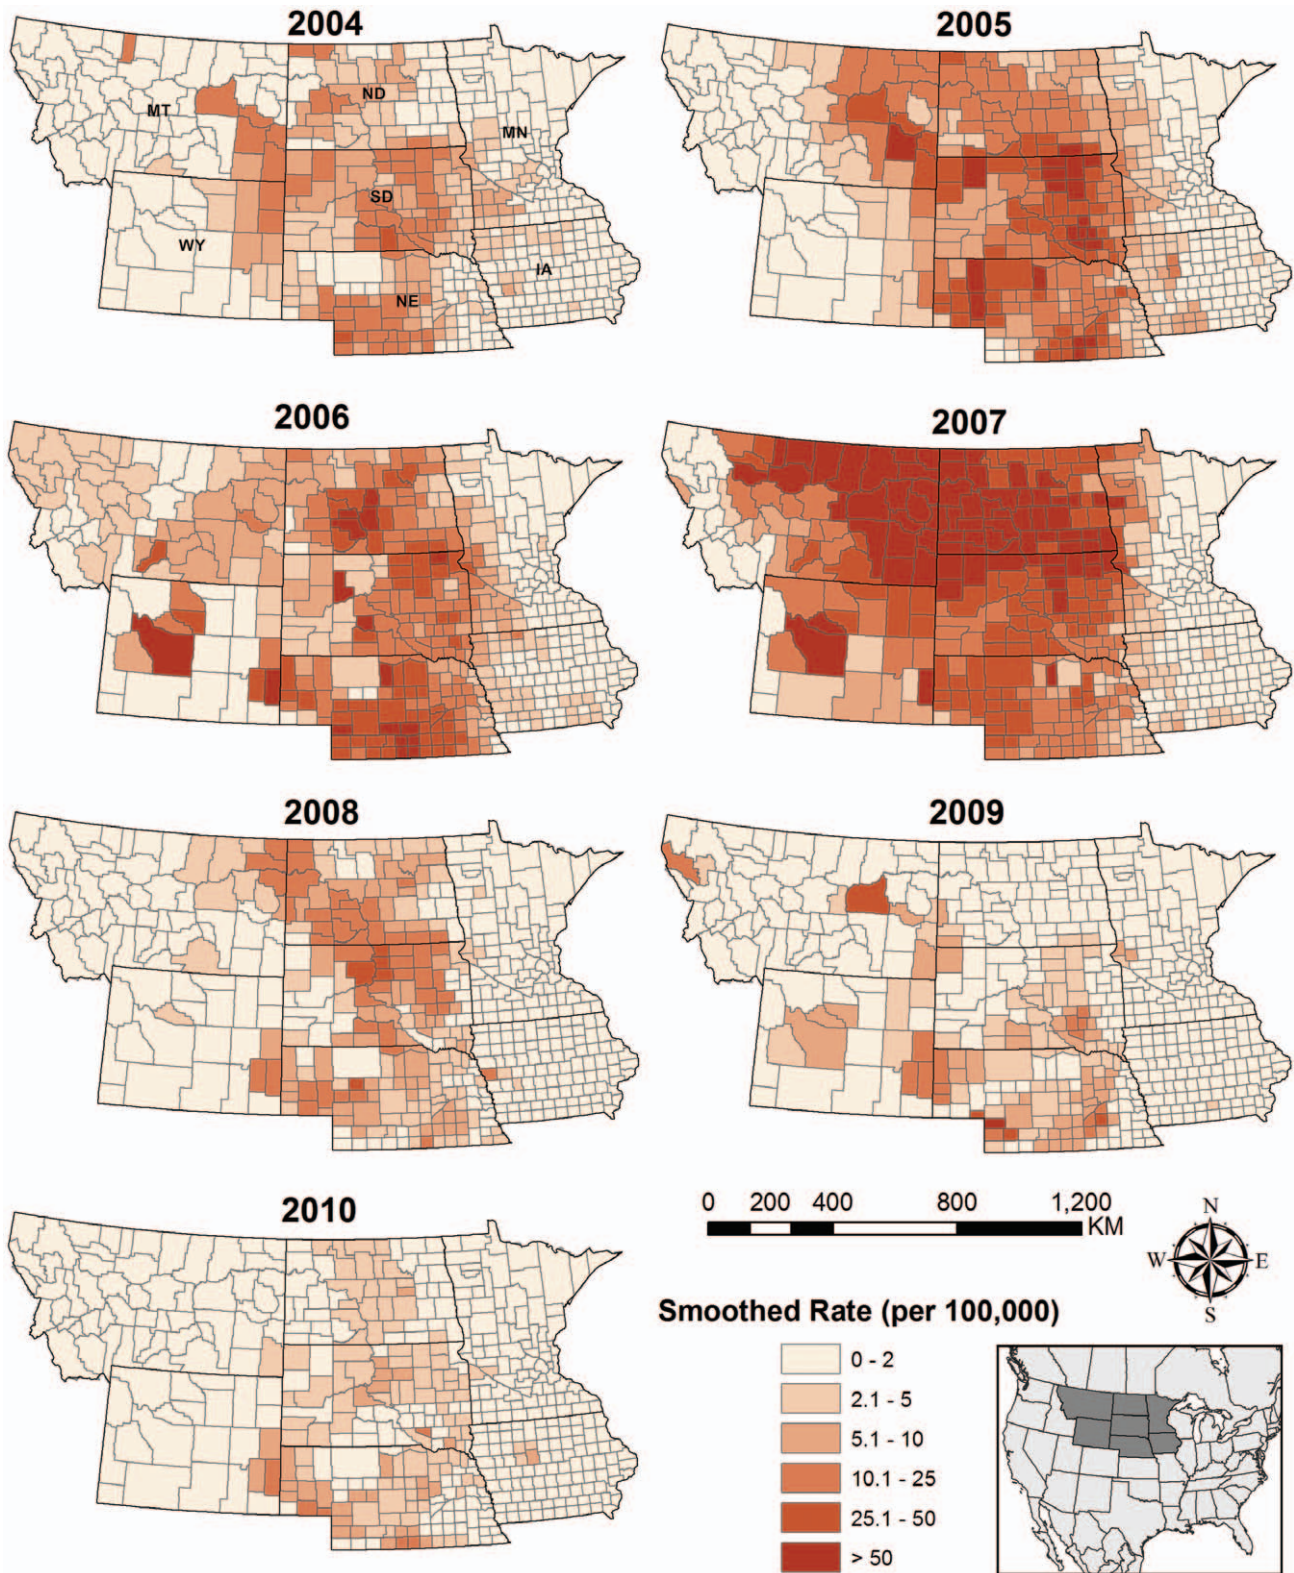 2004
2005
MT
ND
MN
SD
WY
IA
NE
2006
2007
2008
2009
2010
0 200 400 800 1,200
KM
N
W E
S
Smoothed Rate (per 100,000)
0 - 2
2.1 - 5
5.1 - 10
10.1 - 25
25.1 - 50
> 50